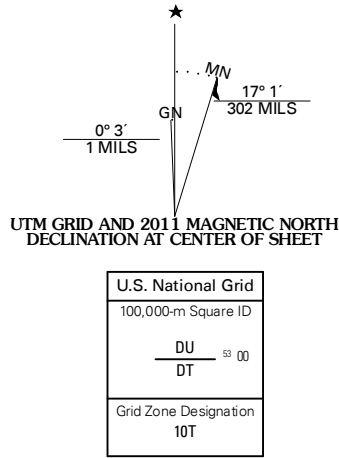 ★
MN
GN
17° 1´
302 MILS
0° 3´
1 MILS
UTM GRID AND 2011 MAGNETIC NORTH
DECLINATION AT CENTER OF SHEET
U.S. National Grid
100,000-m Square ID
DU
53 00
DT
Grid Zone Designation
10T